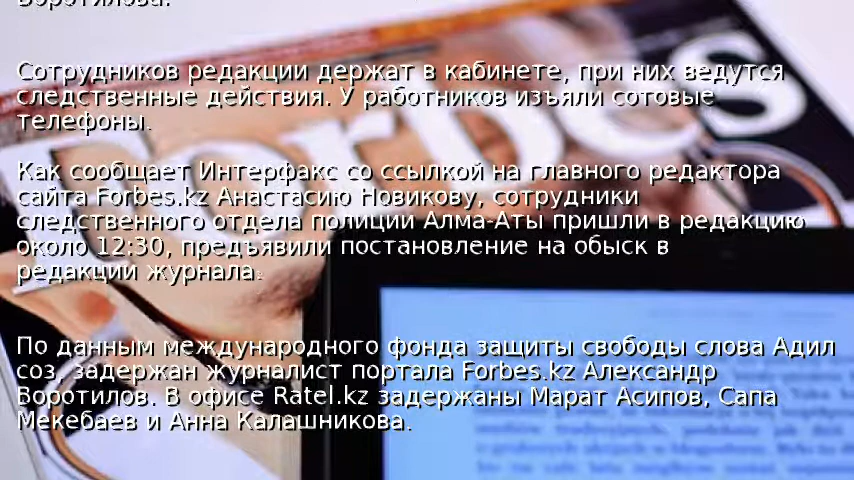 Воротилова.
Сотрудников редакции держат в кабинете, при них ведутся
следственные действия. У работников изъяли сотовые
телефоны.
Как сообщает Интерфакс со ссылкой на главного редактора
сайта Forbes.kz Анастасию Новикову, сотрудники
следственного отдела полиции Алма-Аты пришли в редакцию
около 12:30, предъявили постановление на обыск в
редакции журнала.
По данным международного фонда защиты свободы слова Адил
соз, задержан журналист портала Forbes.kz Александр
Воротилов. В офисе Ratel.kz задержаны Марат Асипов, Сапа
Мекебаев и Анна Калашникова.
Forbes